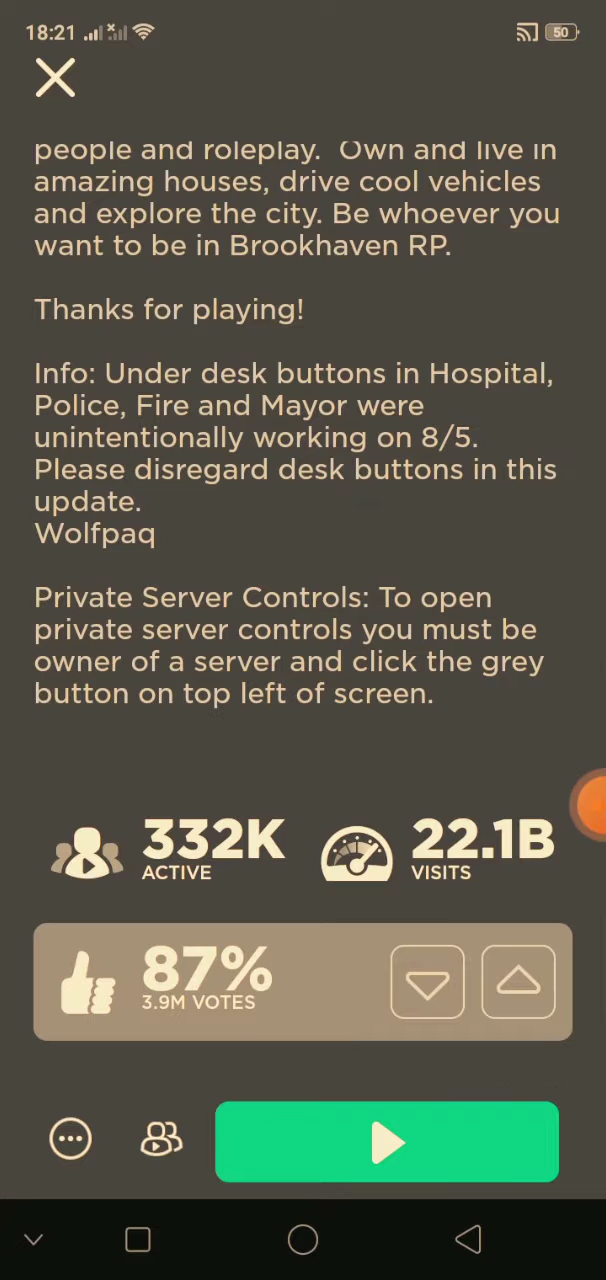 18:21
50
people and roleplay.  Own and live in
amazing houses, drive cool vehicles
and explore the city. Be whoever you
want to be in Brookhaven RP.
Thanks for playing!
Info: Under desk buttons in Hospital,
Police, Fire and Mayor were
unintentionally working on 8/5.
Please disregard desk buttons in this
update.
Wolfpaq
Private Server Controls: To open
private server controls you must be
owner of a server and click the grey
button on top left of screen.
332K
ACTIVE
22.1B
VISITS
87%
3.9M VOTES